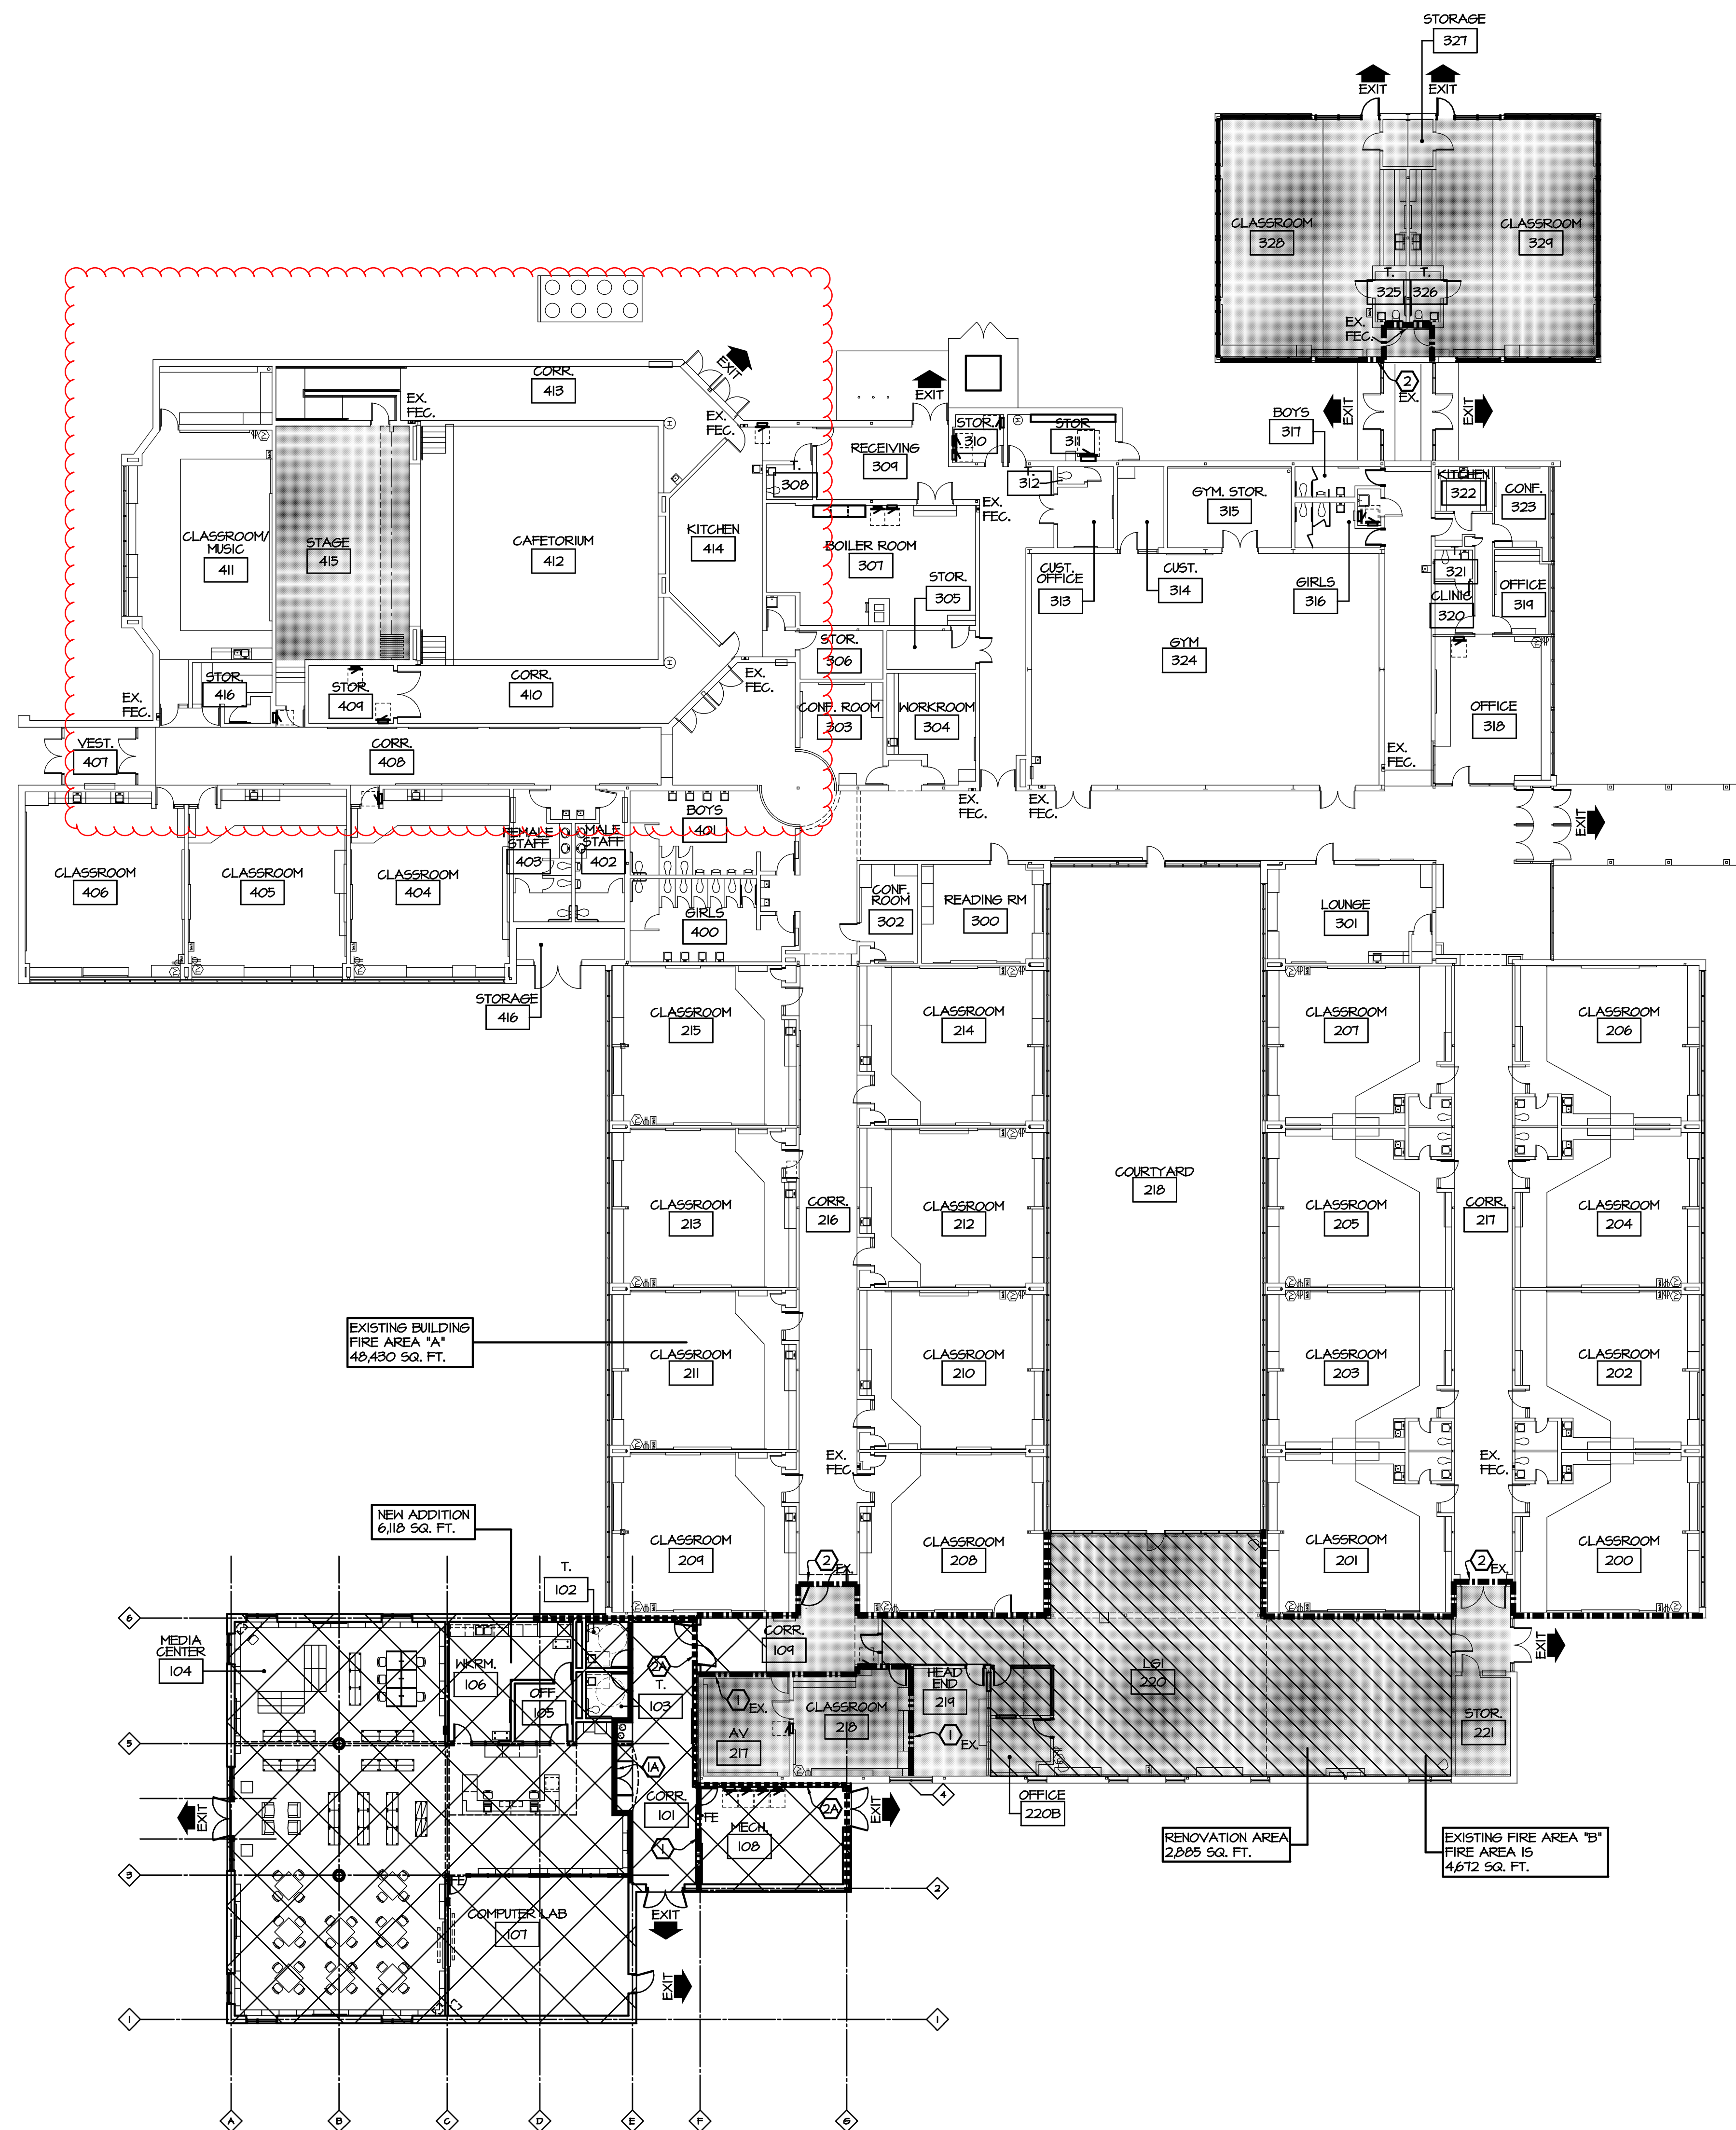 STORAGE
327
EXIT
EXIT
CLASSROOM
328
CLASSROOM
329
T.
325
T.
326
EX.
FEC.
2
EX.
EXIT
EXIT
CORR.
413
EXIT
EX.
FEC.
EX.
FEC.
EXIT
STOR.
310
STOR.
311
BOYS
317
RECEIVING
309
T.
308
T.
312
GYM. STOR.
315
KITCHEN
322
CONF.
323
EX.
FEC.
CLASSROOM/
MUSIC
411
STAGE
415
CAFETORIUM
412
KITCHEN
414
BOILER ROOM
307
STOR.
305
CUST.
OFFICE
313
CUST.
314
GIRLS
316
T.
321
CLINIC
320
OFFICE
319
GYM
324
STOR.
306
STOR.
416
STOR.
409
CORR.
410
EX.
FEC.
EX.
FEC.
CONF. ROOM
303
WORKROOM
304
OFFICE
318
VEST.
407
CORR.
408
EX.
FEC.
EX.
FEC.
EX.
FEC.
BOYS
401
EXIT
FEMALE
STAFF
403
MALE
STAFF
402
CLASSROOM
406
CLASSROOM
405
CLASSROOM
404
GIRLS
400
CONF.
ROOM
302
READING RM
300
LOUNGE
301
STORAGE
416
CLASSROOM
215
CLASSROOM
214
CLASSROOM
207
CLASSROOM
206
COURTYARD
218
CLASSROOM
213
CORR.
216
CLASSROOM
212
CLASSROOM
205
CORR.
217
CLASSROOM
204
EXISTING BUILDING
FIRE AREA "A"
48,430 SQ. FT.
CLASSROOM
211
CLASSROOM
210
CLASSROOM
203
CLASSROOM
202
EX.
FEC.
EX.
FEC.
NEW ADDITION
6,118 SQ. FT.
CLASSROOM
209
CLASSROOM
208
CLASSROOM
201
CLASSROOM
200
2
EX.
2
EX.
T.
102
6
MEDIA
CENTER
104
WKRM.
106
OFF.
105
2A
T.
103
CORR.
109
HEAD
END
219
LGI
220
EXIT
1
EX.
AV
217
CLASSROOM
218
1
EX.
STOR.
221
5
1A
CORR.
101
4
OFFICE
220B
EXIT
FE
MECH.
108
2A
EXIT
1
RENOVATION AREA
2,885 SQ. FT.
EXISTING FIRE AREA "B"
FIRE AREA IS
4,672 SQ. FT.
3
FE
2
COMPUTER LAB
107
EXIT
EXIT
1
1
A
B
C
D
E
F
G